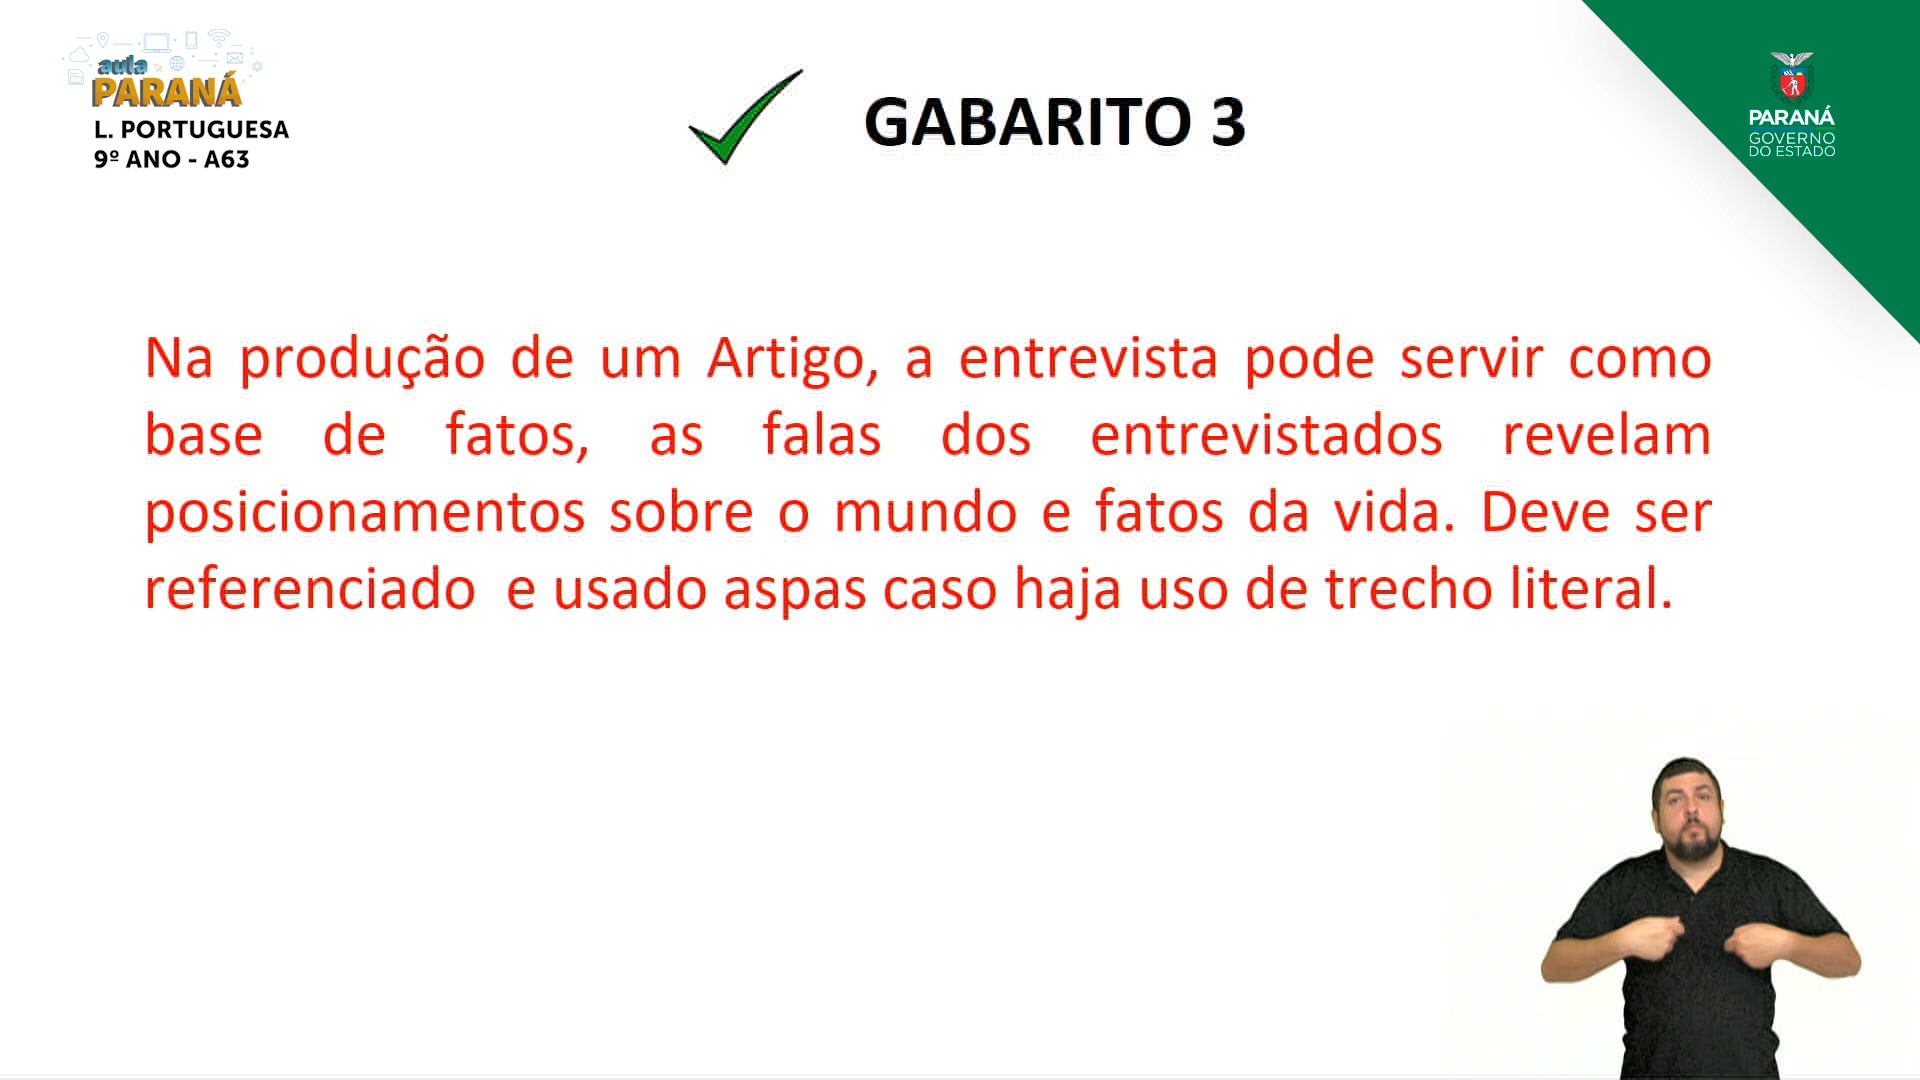 aula
PARANÁ
L. PORTUGUESA
9º ANO - A63
GABARITO 3
PARANÁ
GOVERNO
DO ESTADO
Na produção de um Artigo, a entrevista pode servir como
base de fatos, as falas dos entrevistados revelam
posicionamentos sobre o mundo e fatos da vida. Deve ser
referenciado e usado aspas caso haja uso de trecho literal.